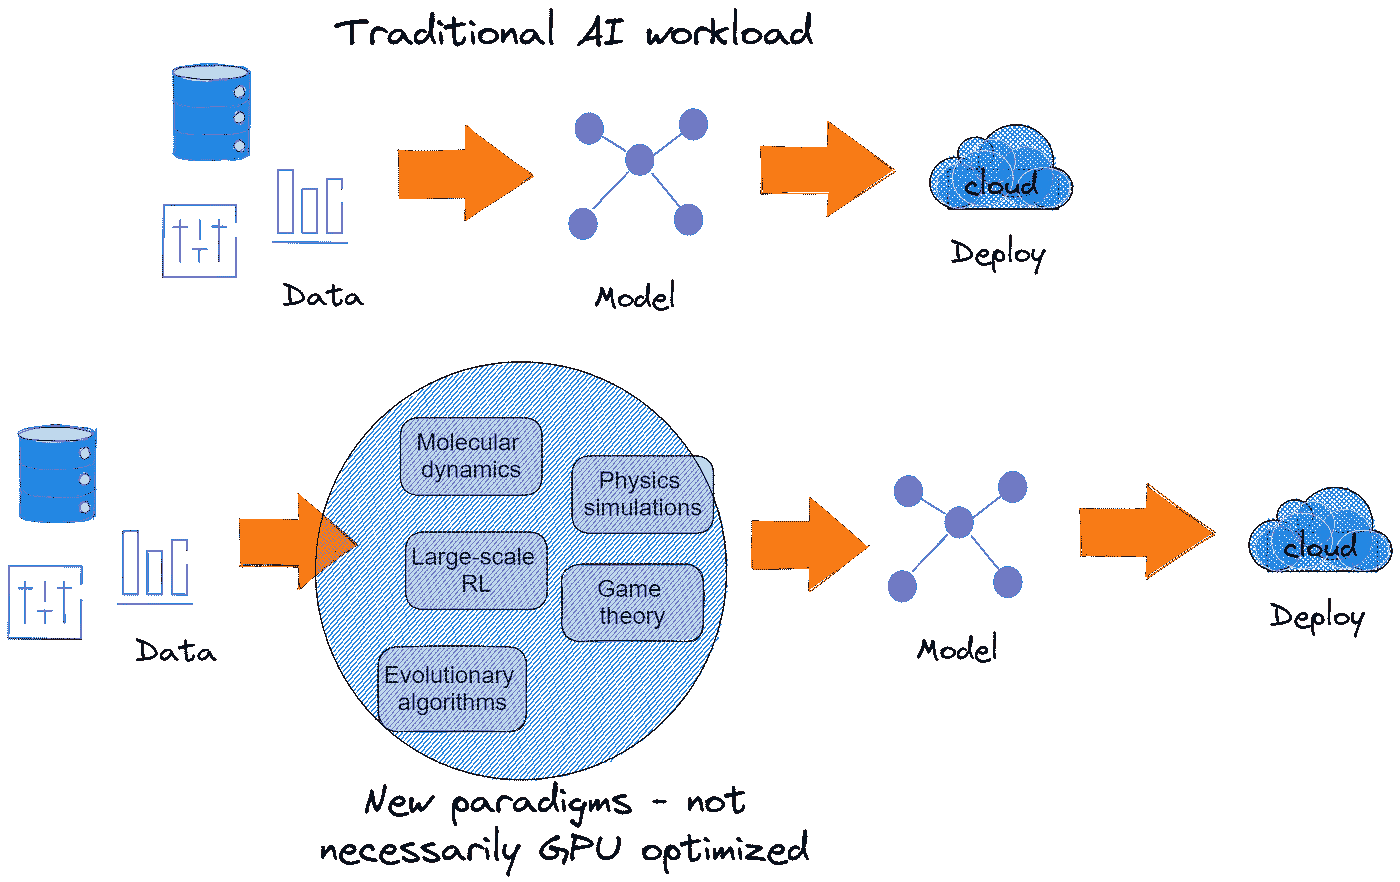 Traditional AI workload
cloud
Deploy
Data
Model
Molecular
dynamics
Physics
simulations
Large-scale
RL
Game
theory
Evolutionary
algorithms
cloud
Data
Model
Deploy
New paradigms - not
necessarily GPU optimized